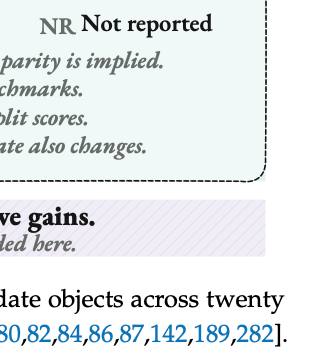 NR Not reported
parity is implied.
chmarks.
plit scores.
ate also changes.
ve gains.
ded here.
date objects across twenty
80,82,84,86,87,142,189,282].